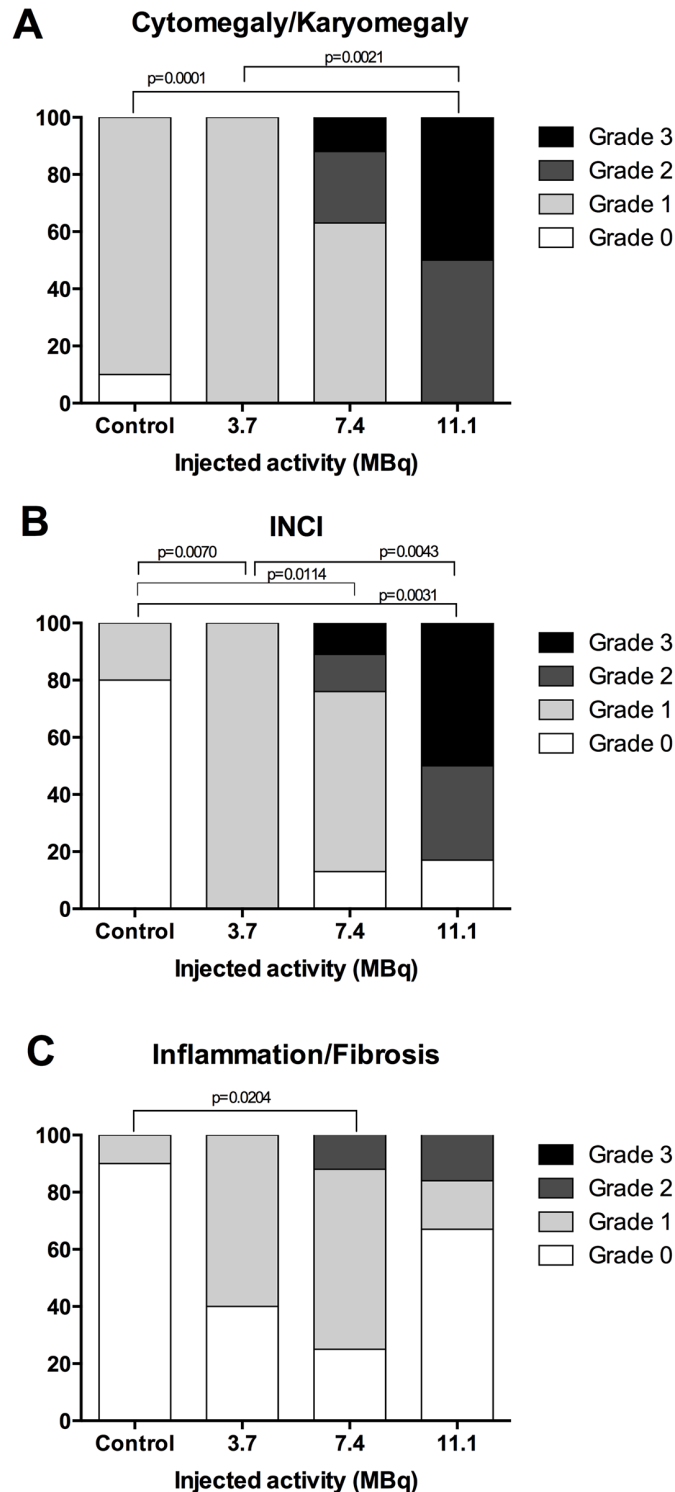 A
Cytomegaly/Karyomegaly
p=0.0021
p=0.0001
100
80
60
40
20
0
Control 3.7 7.4 11.1
Injected activity (MBq)
Grade 3
Grade 2
Grade 1
Grade 0
B
INCI
p=0.0070 p=0.0043
p=0.0114
p=0.0031
100
80
60
40
20
0
Control 3.7 7.4 11.1
Injected activity (MBq)
Grade 3
Grade 2
Grade 1
Grade 0
C
Inflammation/Fibrosis
p=0.0204
100
80
60
40
20
0
Control 3.7 7.4 11.1
Injected activity (MBq)
Grade 3
Grade 2
Grade 1
Grade 0